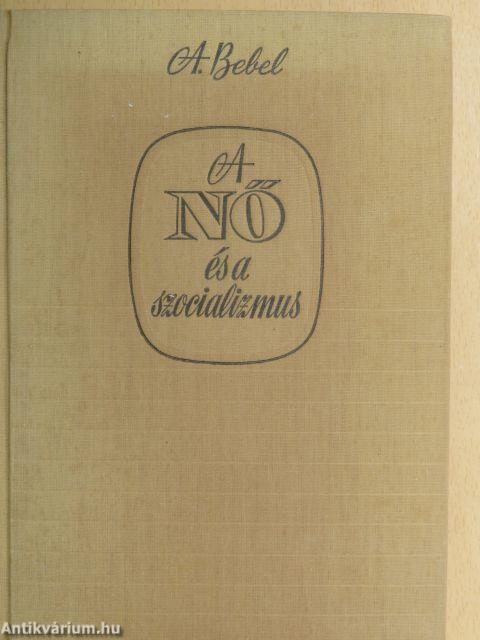 A. Bebel
A
NŐ
és a
szocializmus
Antikvárium.hu